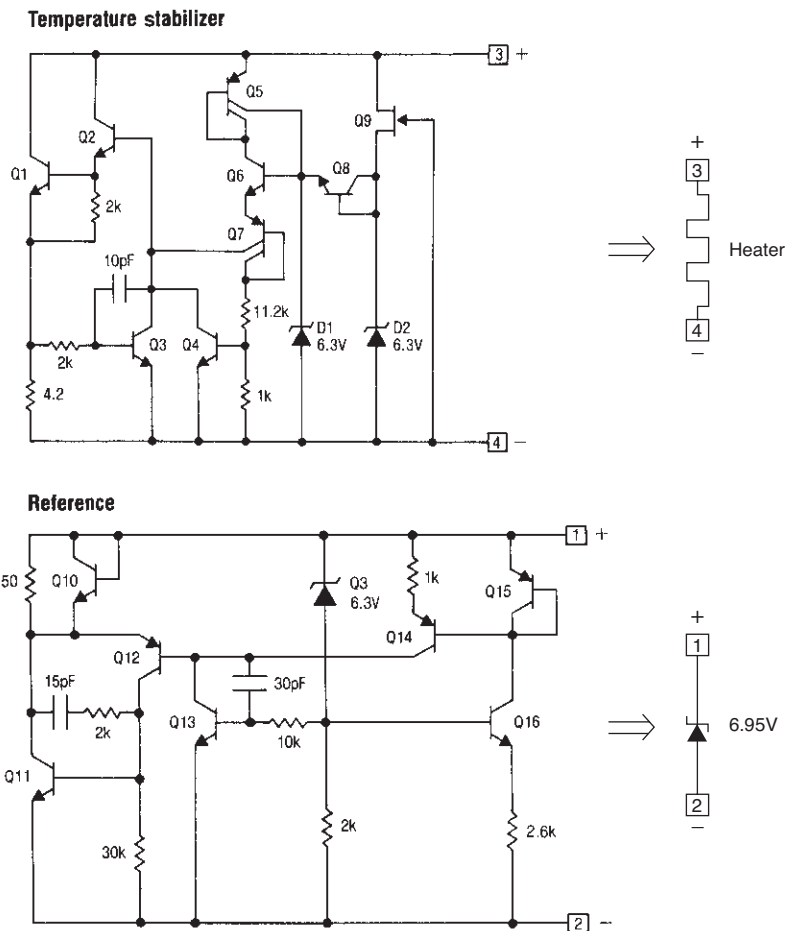 Temperature stabilizer
3 +
Q5
Q9
Q2
Q8
+
3
Q1
Q6
2k
Q7
Heater
10pF
4
−
11.2k
D1
6.3V
D2
6.3V
2k
Q3
Q4
4.2
1k
4 −
Reference
1 +
50
Q10
Q3
6.3V
1k
Q15
+
1
Q12
Q14
15pF
30pF
2k
Q13
10k
Q16
6.95V
Q11
2
−
30k
2k
2.6k
2 −